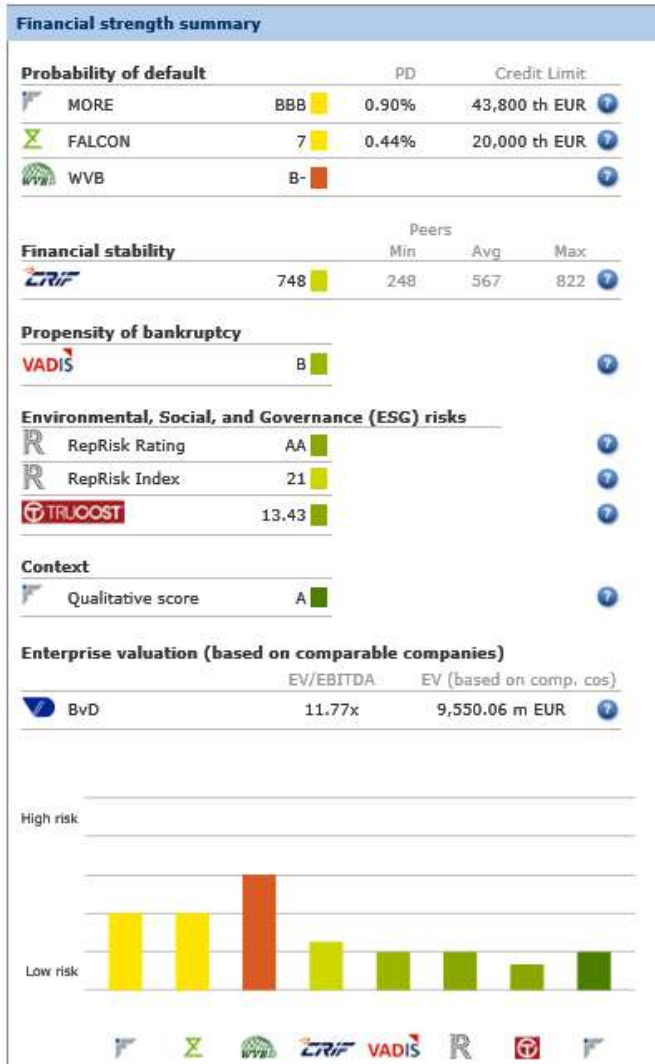 Financial strength summary
Probability of default PD Credit Limit
MORE BBB 0.90% 43,800 th EUR ?
FALCON 7 0.44% 20,000 th EUR ?
WVB WVB B- ?
Peers
Financial stability Min Avg Max
CRIF 748 248 567 822 ?
Propensity of bankruptcy
VADIS B ?
Environmental, Social, and Governance (ESG) risks
R RepRisk Rating AA ?
R RepRisk Index 21 ?
TRUCOST 13.43 ?
Context
Qualitative score A ?
Enterprise valuation (based on comparable companies)
EV/EBITDA EV (based on comp. cos)
BvD 11.77x 9,550.06 m EUR ?
High risk
Low risk
WVB CRIF VADIS R